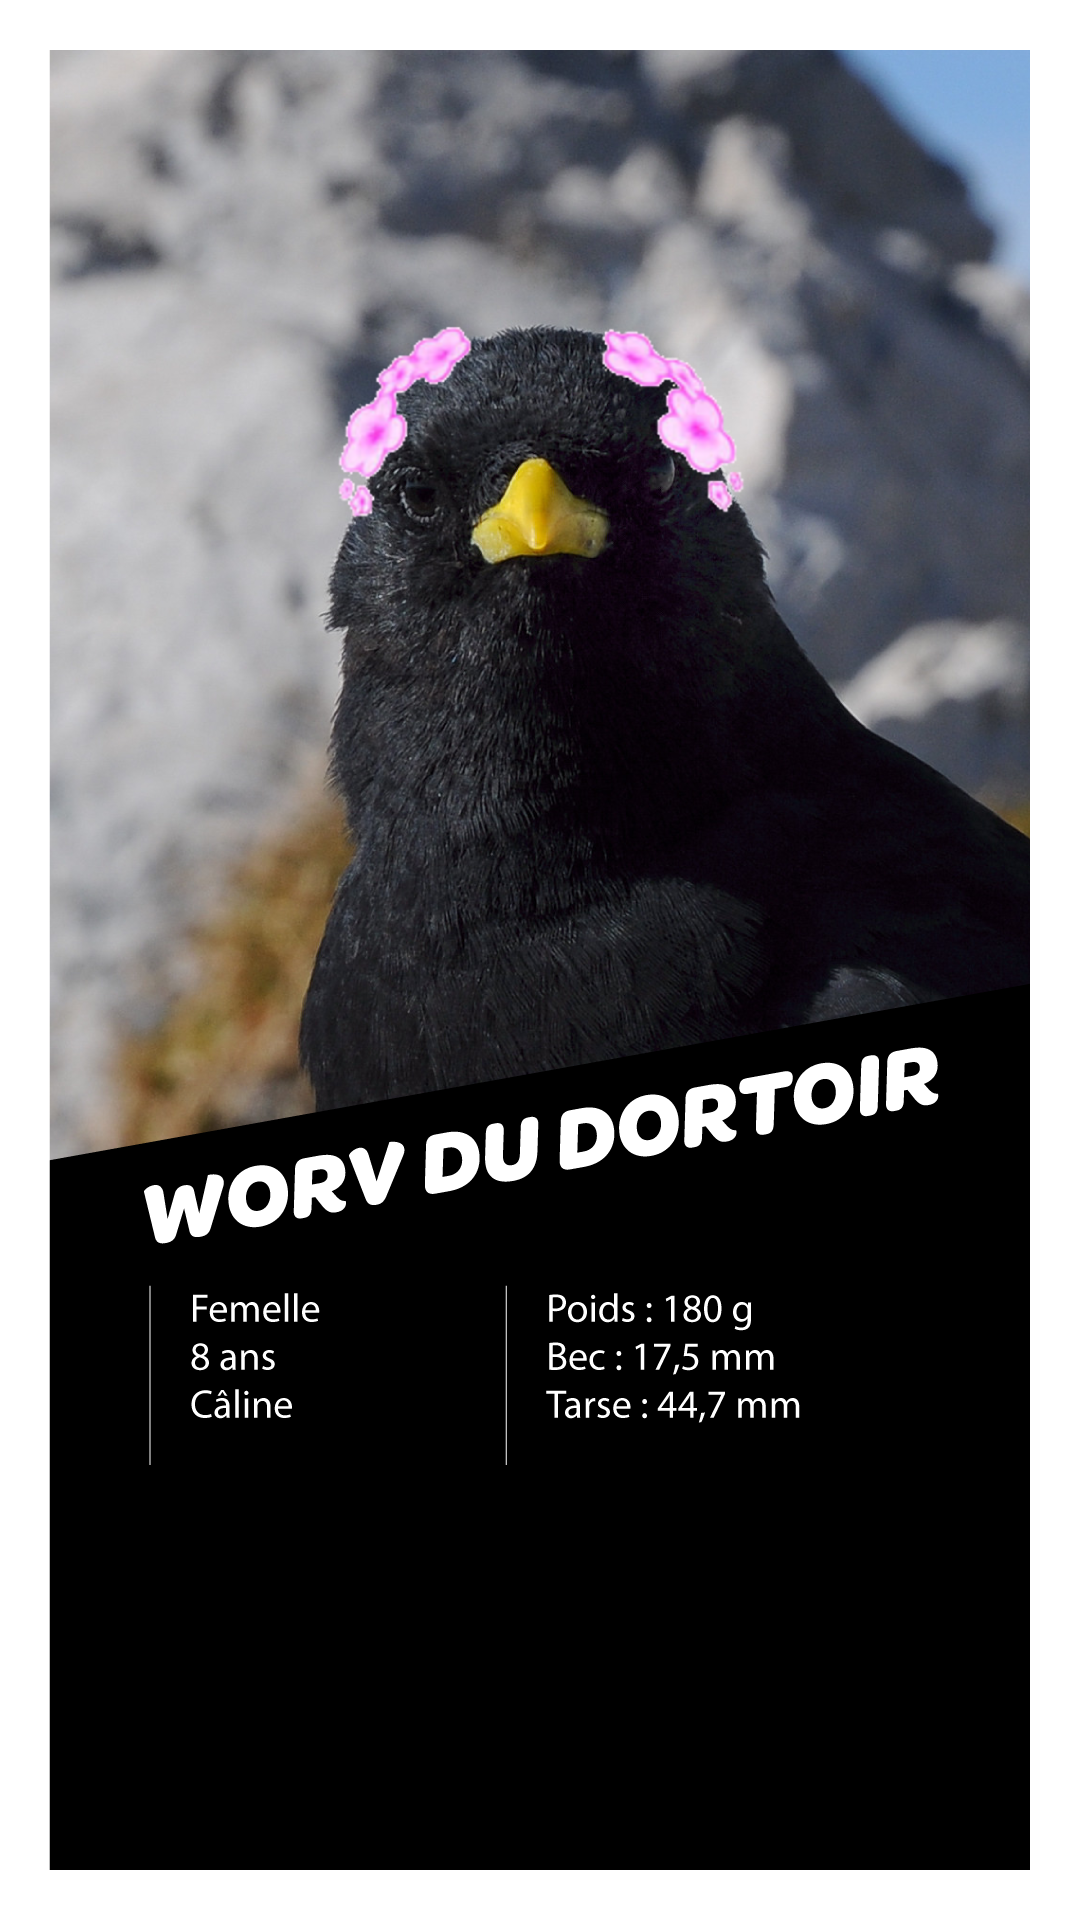 WORV DU DORTOIR
Femelle
8 ans
Câline
Poids : 180 g
Bec : 17,5 mm
Tarse : 44,7 mm